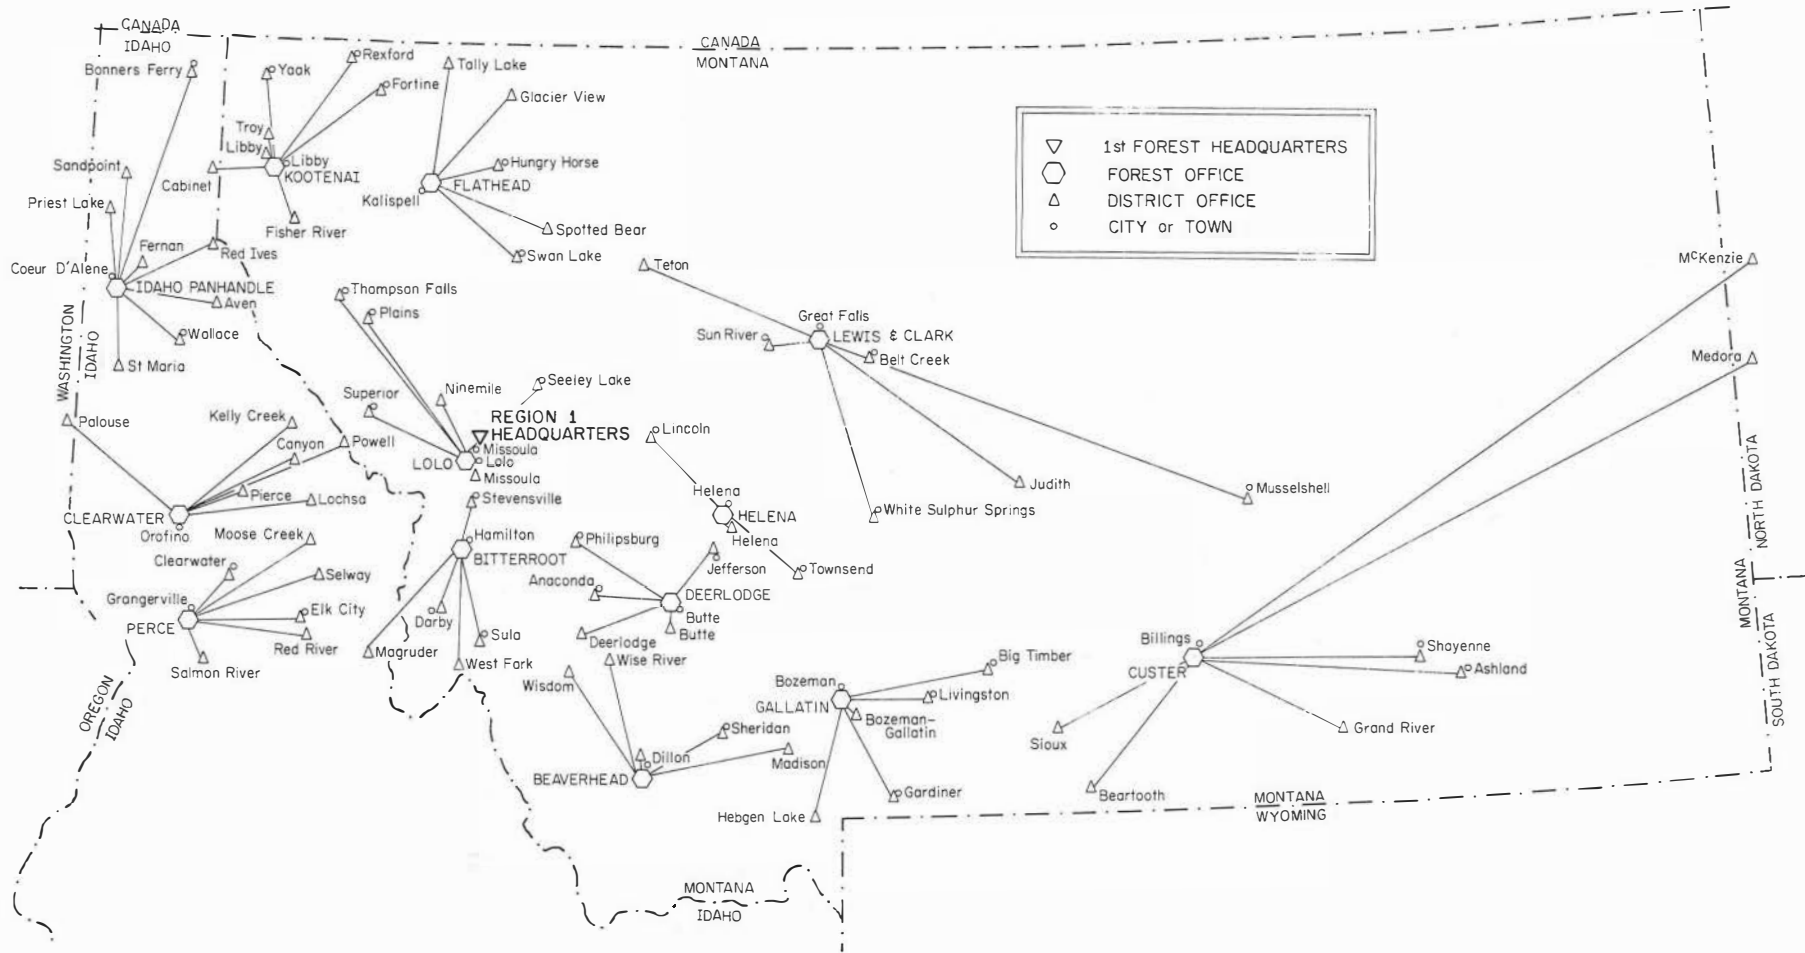 CANADA
IDAHO
CANADA
MONTANA
Bonners Ferry
Yaak
Rexford
Fortine
Tally Lake
Glacier View
Troy
Libby
Libby
KOOTENAI
Cabinet
Fisher River
Hungry Horse
FLATHEAD
Kalispell
Spotted Bear
Swan Lake
1st FOREST HEADQUARTERS
FOREST OFFICE
DISTRICT OFFICE
CITY or TOWN
Sandpoint
Priest Lake
Fernan
Red Ives
Coeur D'Alene
IDAHO PANHANDLE
Aven
Wallace
St Maria
WASHINGTON
IDAHO
Thompson Falls
Plains
Teton
Great Falls
Sun River
LEWIS & CLARK
Belt Creek
McKenzie
Medora
Superior
Ninemile
Seeley Lake
REGION 1
HEADQUARTERS
Missoula
LOLO
Lolo
Missoula
Lincoln
Palouse
Kelly Creek
Canyon
Powell
Pierce
Lochsa
CLEARWATER
Orofino
Stevensville
Helena
HELENA
Helena
Judith
Musselshell
White Sulphur Springs
Moose Creek
Hamilton
BITTERROOT
Philipsburg
Jefferson
Townsend
Clearwater
Selway
Grangerville
Elk City
PERCE
Red River
Salmon River
Anaconda
DEERLODGE
Butte
Butte
Deerlodge
Darby
Sula
Magruder
West Fork
Wise River
Wisdom
NORTH DAKOTA
MONTANA
SOUTH DAKOTA
Billings
CUSTER
Shayenne
Ashland
Grand River
Sioux
Beartooth
Big Timber
Bozeman
GALLATIN
Livingston
Bozeman-
Gallatin
Sheridan
Dillon
Madison
BEAVERHEAD
Gardiner
Hebgen Lake
OREGON
IDAHO
MONTANA
WYOMING
MONTANA
IDAHO